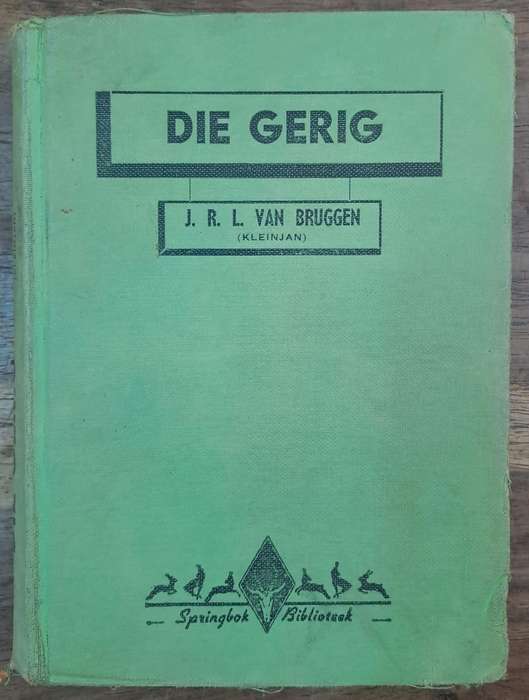 DIE GERIG
J. R. L. VAN BRUGGEN
(KLEINJAN)
Springbok Biblioteek